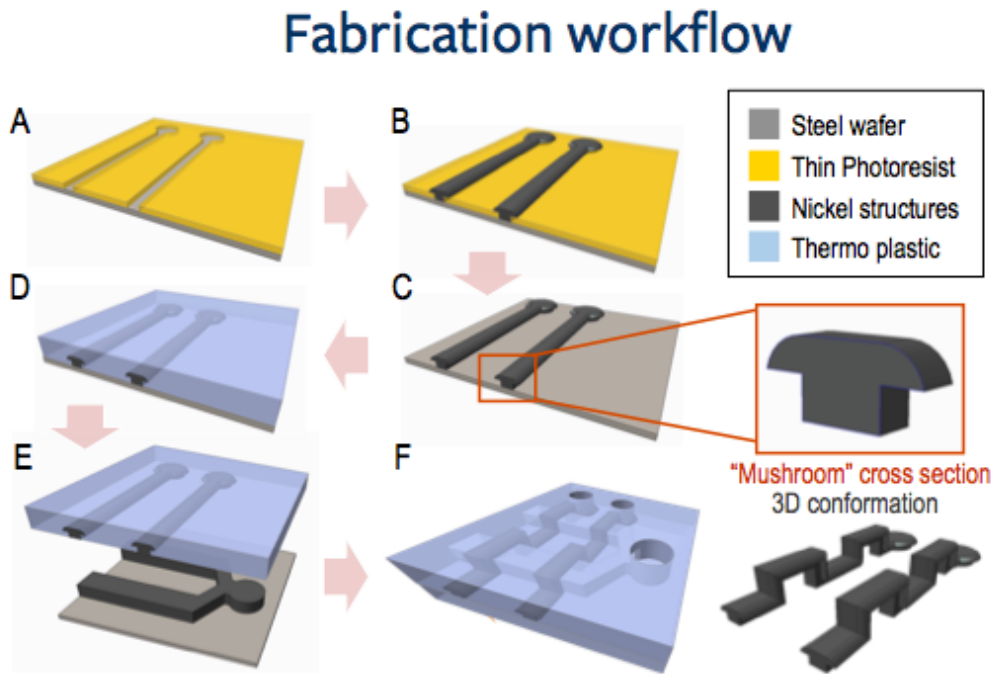 Fabrication workflow
A
B
Steel wafer
Thin Photoresist
Nickel structures
Thermo plastic
D
C
E
F
“Mushroom” cross section
3D conformation